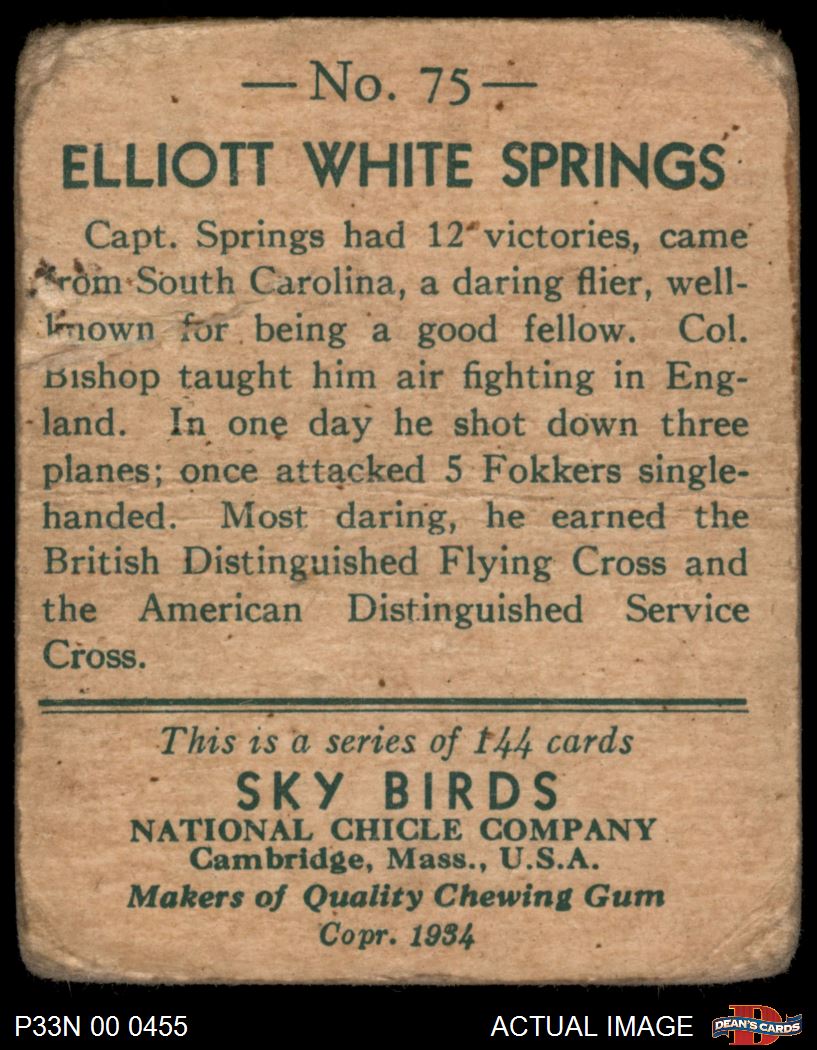 — No. 75 —
ELLIOTT WHITE SPRINGS
Capt. Springs had 12 victories, came
from South Carolina, a daring flier, well-
known for being a good fellow. Col.
Bishop taught him air fighting in Eng-
land. In one day he shot down three
planes; once attacked 5 Fokkers single-
handed. Most daring, he earned the
British Distinguished Flying Cross and
the American Distinguished Service
Cross.
This is a series of 144 cards
SKY BIRDS
NATIONAL CHICLE COMPANY
Cambridge, Mass., U.S.A.
Makers of Quality Chewing Gum
Copr. 1934
P33N 00 0455 ACTUAL IMAGE D DEAN'S CARDS